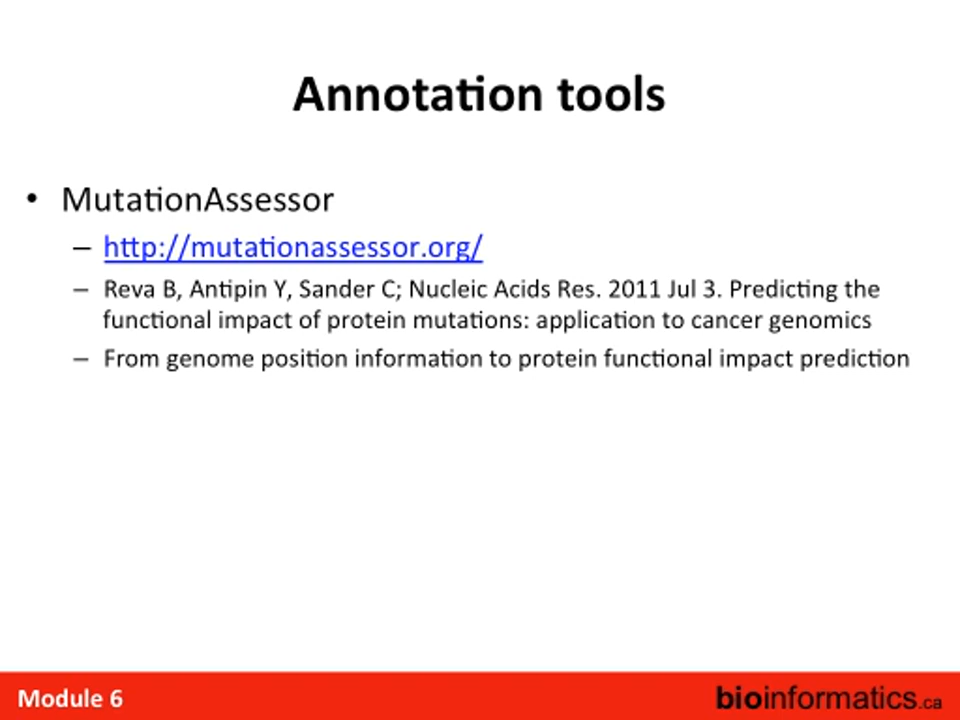 Annotation tools
• MutationAssessor
– http://mutationassessor.org/
– Reva B, Antipin Y, Sander C; Nucleic Acids Res. 2011 Jul 3. Predicting the
functional impact of protein mutations: application to cancer genomics
– From genome position information to protein functional impact prediction
Module 6
bioinformatics.ca